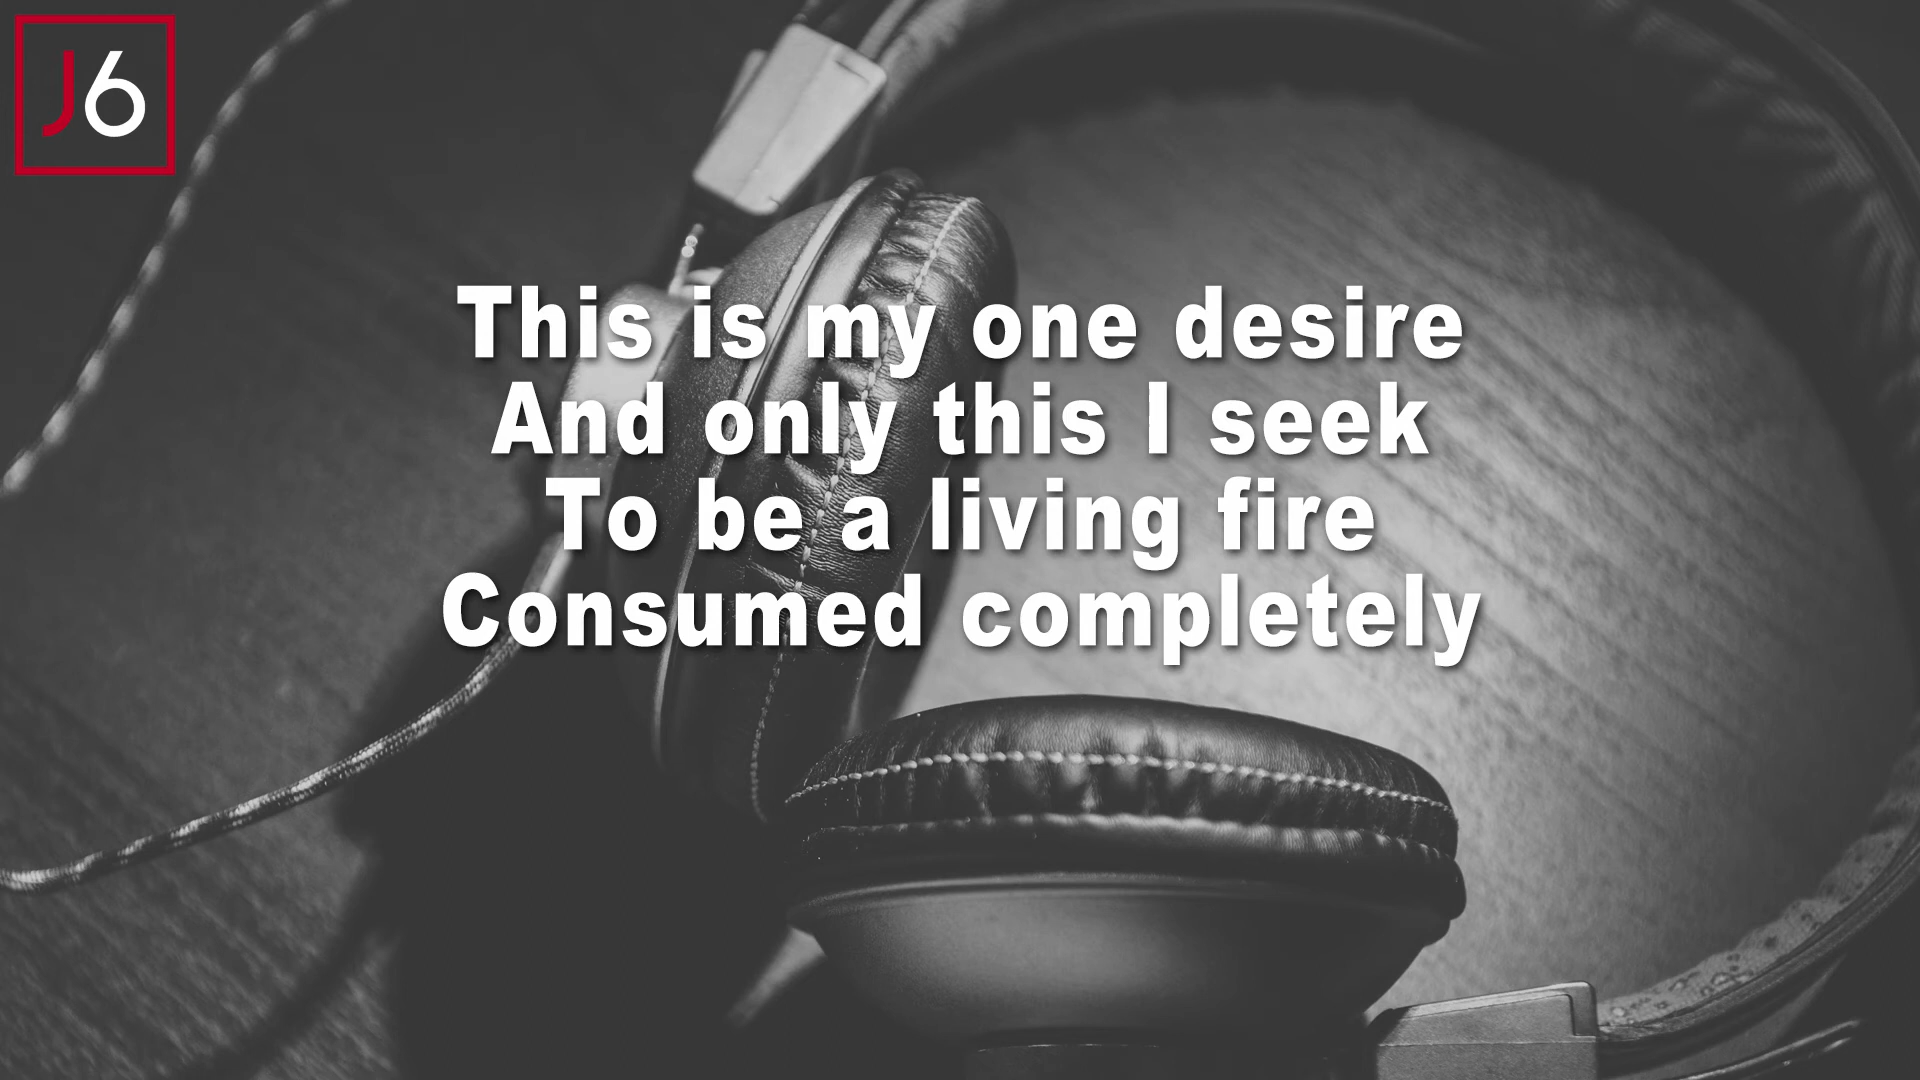 J6
This is my one desire
And only this I seek
To be a living fire
Consumed completely